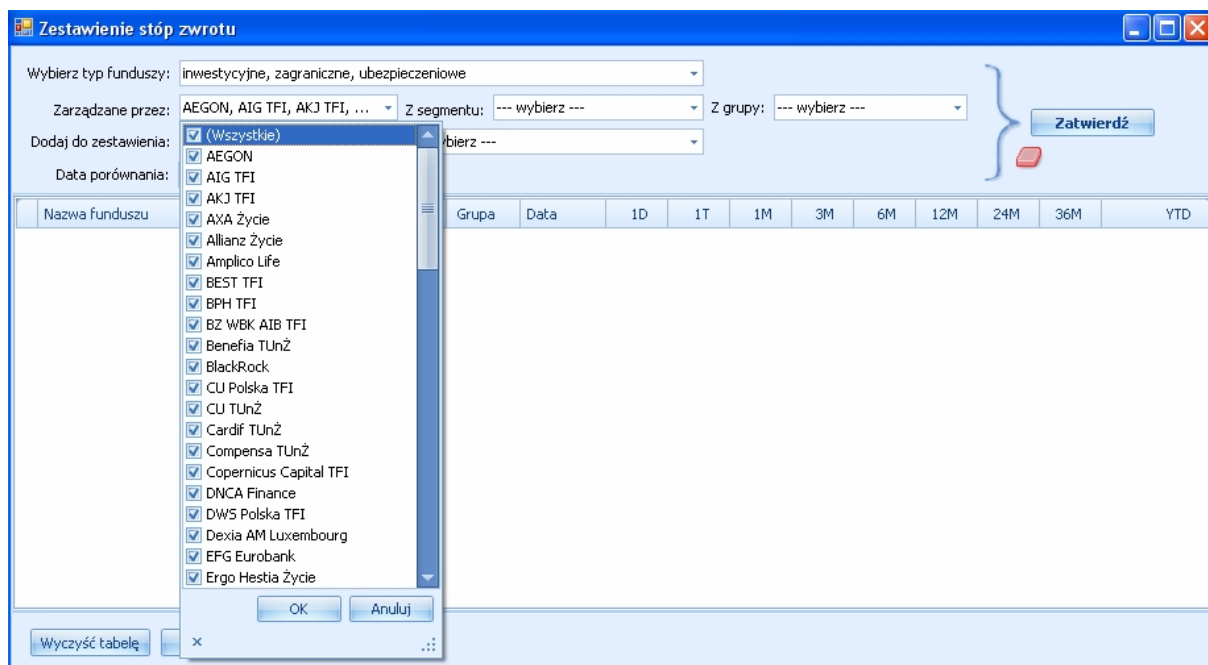 Zestawienie stóp zwrotu
Wybierz typ funduszy: inwestycyjne, zagraniczne, ubezpieczeniowe
Zarządzane przez: AEGON, AIG TFI, AKJ TFI, ... Z segmentu: --- wybierz --- Z grupy: --- wybierz ---
Zatwierdź
Dodaj do zestawienia: ---
Data porównania:
Nazwa funduszu Grupa Data 1D 1T 1M 3M 6M 12M 24M 36M YTD
(Wszystkie)
AEGON
AIG TFI
AKJ TFI
AXA Życie
Allianz Życie
Amplico Life
BEST TFI
BPH TFI
BZ WBK AIB TFI
Benefia TUnŻ
BlackRock
CU Polska TFI
CU TUnŻ
Cardif TUnŻ
Compensa TUnŻ
Copernicus Capital TFI
DNCA Finance
DWS Polska TFI
Dexia AM Luxembourg
EFG Eurobank
Ergo Hestia Życie
OK Anuluj
Wyczyść tabelę